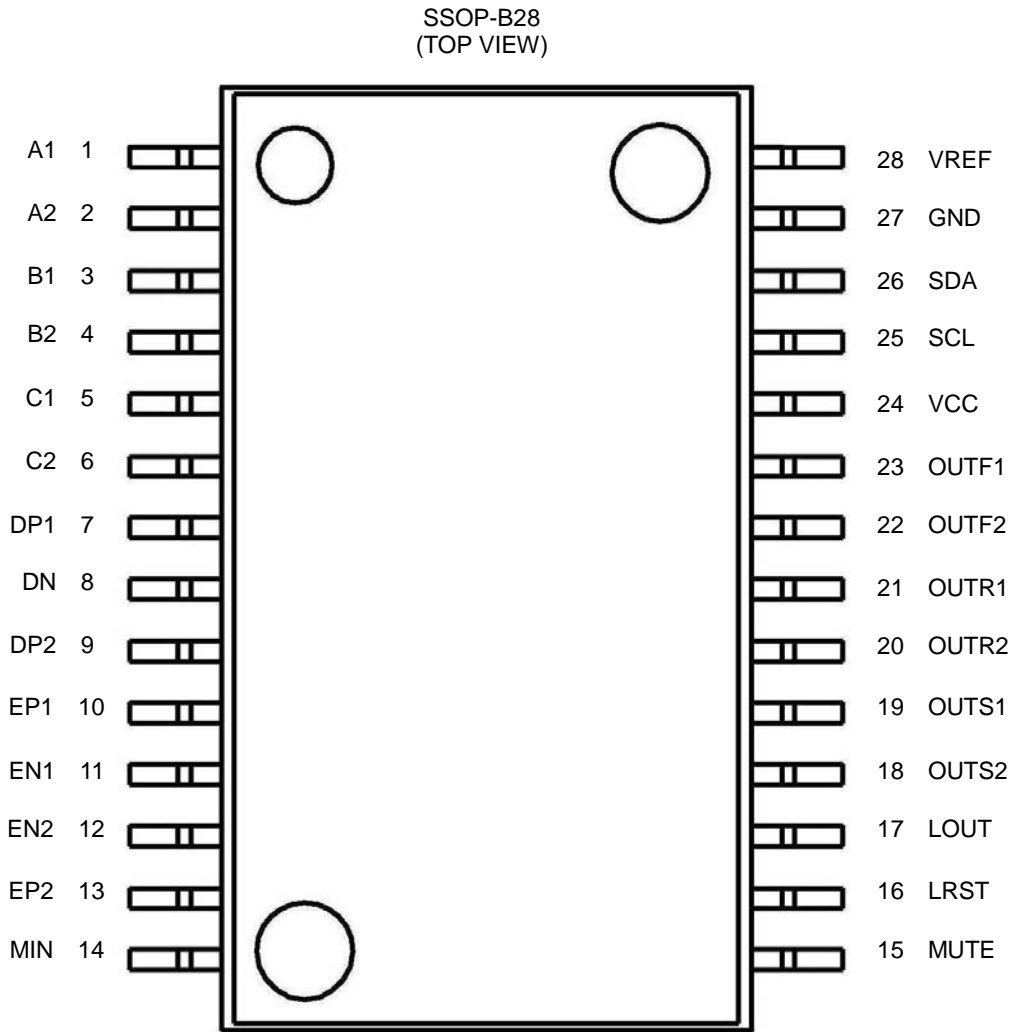 SSOP-B28
(TOP VIEW)
A1 1
A2 2
B1 3
B2 4
C1 5
C2 6
DP1 7
DN 8
DP2 9
EP1 10
EN1 11
EN2 12
EP2 13
MIN 14
28 VREF
27 GND
26 SDA
25 SCL
24 VCC
23 OUTF1
22 OUTF2
21 OUTR1
20 OUTR2
19 OUTS1
18 OUTS2
17 LOUT
16 LRST
15 MUTE